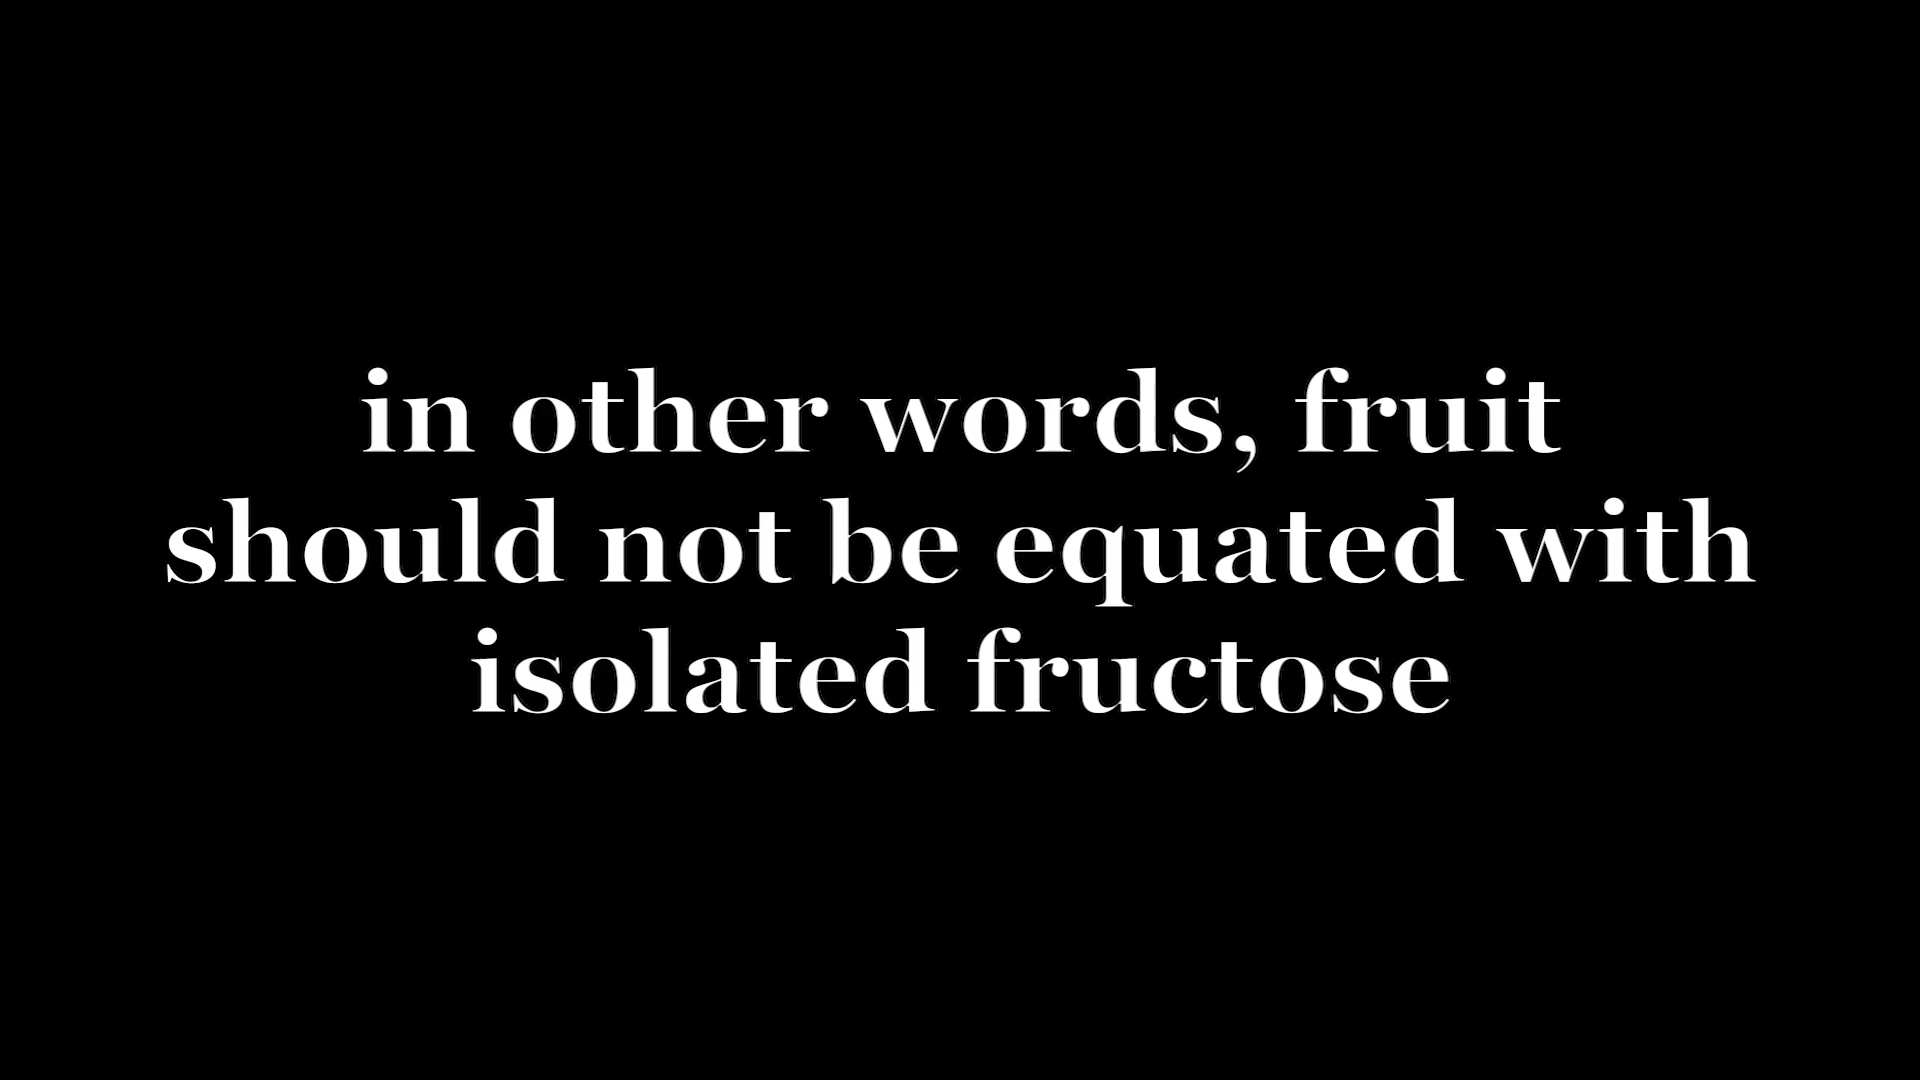 in other words, fruit
should not be equated with
isolated fructose